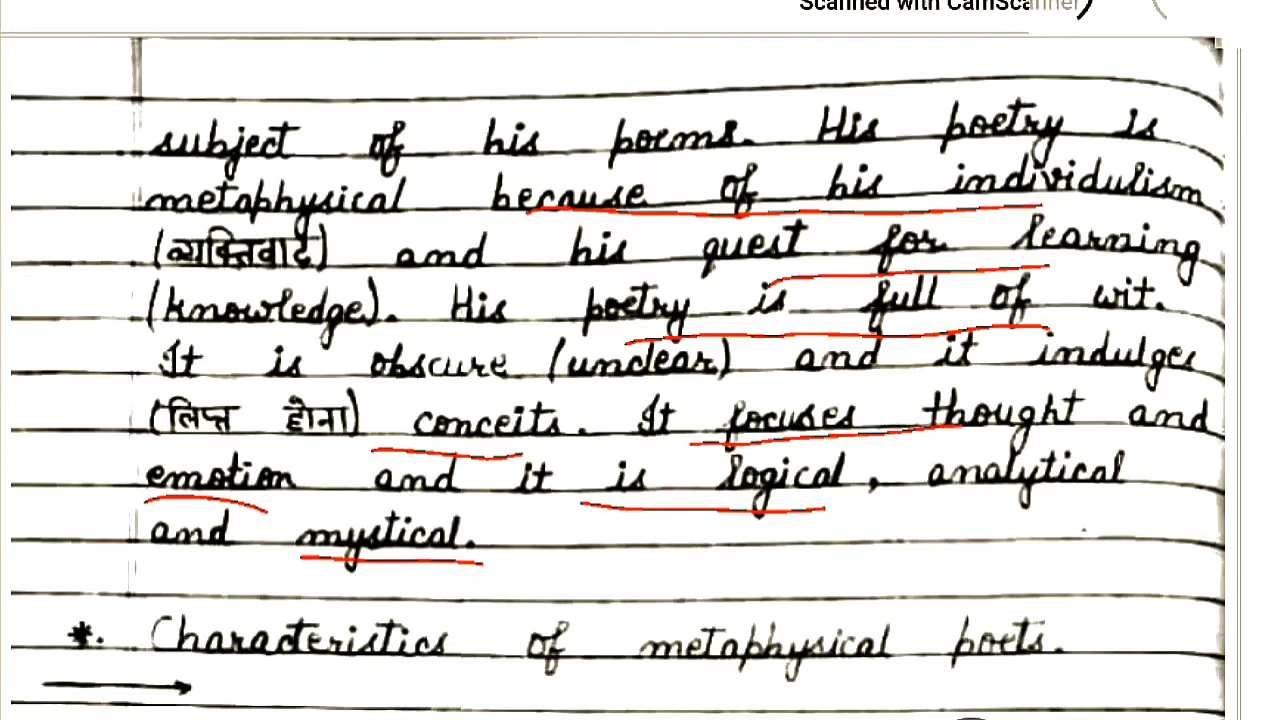 Scanned with CamScanner
subject of his poems. His poetry is
metaphysical because of his individulism
(व्यक्तिवाद) and his quest for learning
(knowledge). His poetry is full of wit.
It is obscure (unclear) and it indulges
(लिप्त होना) conceits. It focuses thought and
emotion and it is logical, analytical
and mystical.
*. Characteristics of metaphysical poets.